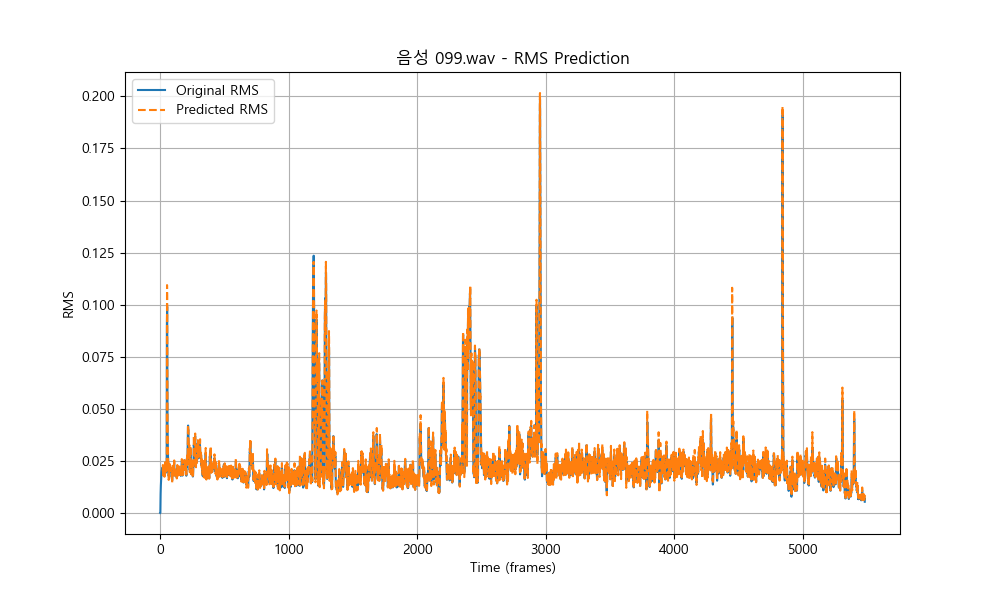 음성 099.wav - RMS Prediction
Original RMS
Predicted RMS
0.200
0.175
0.150
0.125
0.100
0.075
0.050
0.025
0.000
RMS
0 1000 2000 3000 4000 5000
Time (frames)